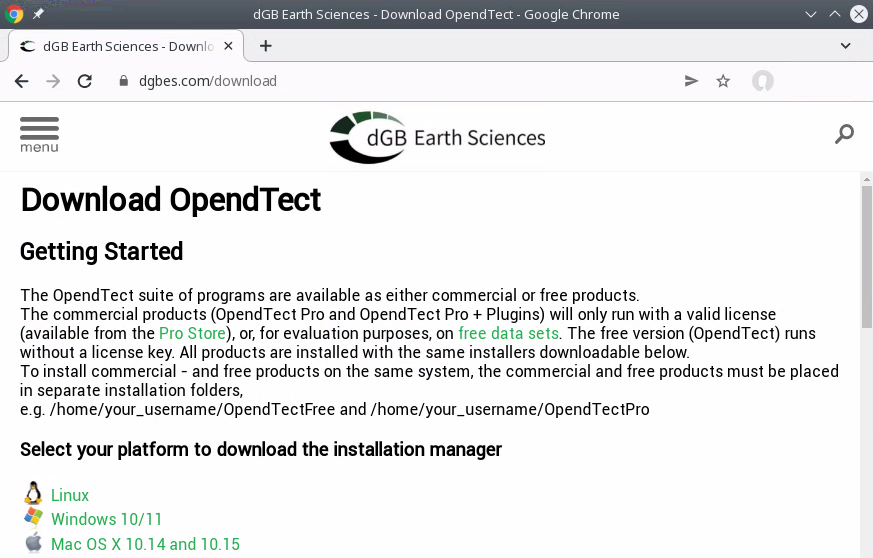 dGB Earth Sciences - Download OpendTect - Google Chrome
dGB Earth Sciences - Downlo
dgbes.com/download
menu
dGB Earth Sciences
Download OpendTect
Getting Started
The OpendTect suite of programs are available as either commercial or free products.
The commercial products (OpendTect Pro and OpendTect Pro + Plugins) will only run with a valid license
(available from the Pro Store), or, for evaluation purposes, on free data sets. The free version (OpendTect) runs
without a license key. All products are installed with the same installers downloadable below.
To install commercial - and free products on the same system, the commercial and free products must be placed
in separate installation folders,
e.g. /home/your_username/OpendTectFree and /home/your_username/OpendTectPro
Select your platform to download the installation manager
Linux
Windows 10/11
Mac OS X 10.14 and 10.15